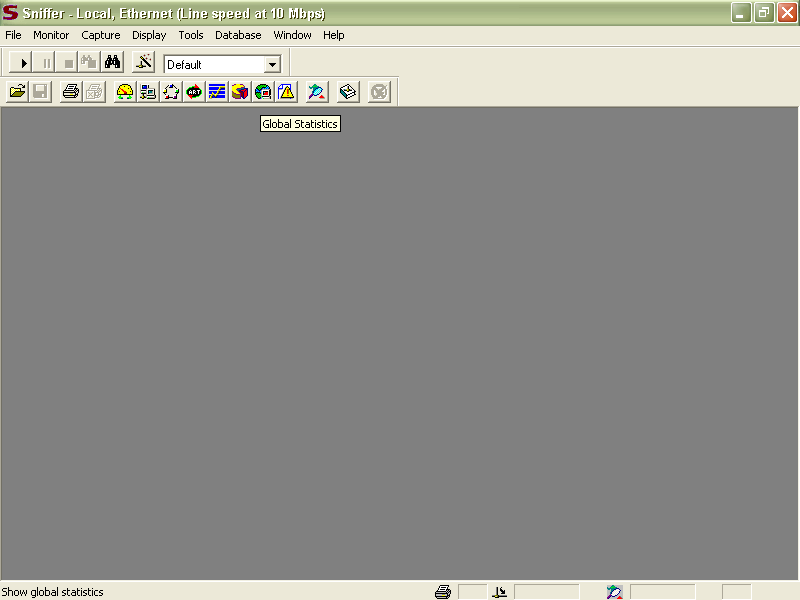 S Sniffer - Local, Ethernet (Line speed at 10 Mbps)
File Monitor Capture Display Tools Database Window Help
Default
ART
Global Statistics
Show global statistics